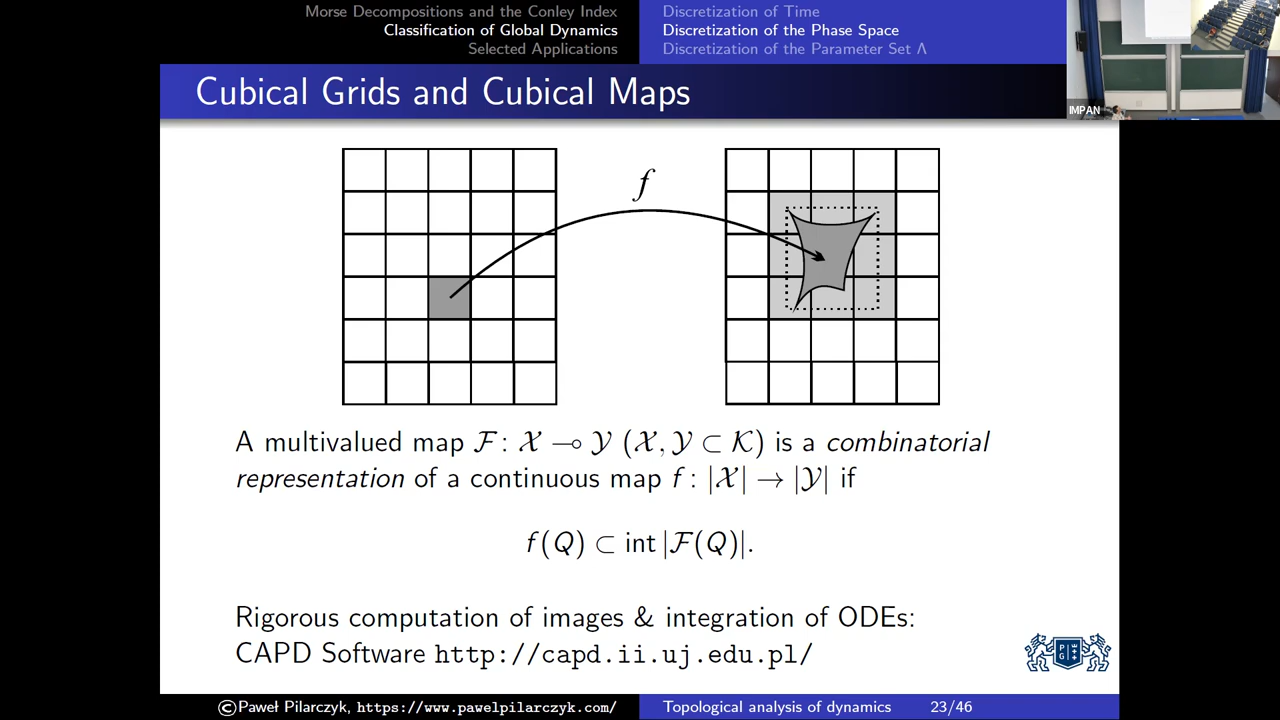 Morse Decompositions and the Conley Index
Classification of Global Dynamics
Selected Applications
Discretization of Time
Discretization of the Phase Space
Discretization of the Parameter Set Λ
IMPAN
Cubical Grids and Cubical Maps
f
A multivalued map ℱ: 𝒳 ⊸ 𝒴 (𝒳, 𝒴 ⊂ 𝒦) is a combinatorial
representation of a continuous map f : |𝒳| → |𝒴| if
f(Q) ⊂ int |ℱ(Q)|.
Rigorous computation of images & integration of ODEs:
CAPD Software http://capd.ii.uj.edu.pl/
P G
©Paweł Pilarczyk, https://www.pawelpilarczyk.com/
Topological analysis of dynamics 23/46